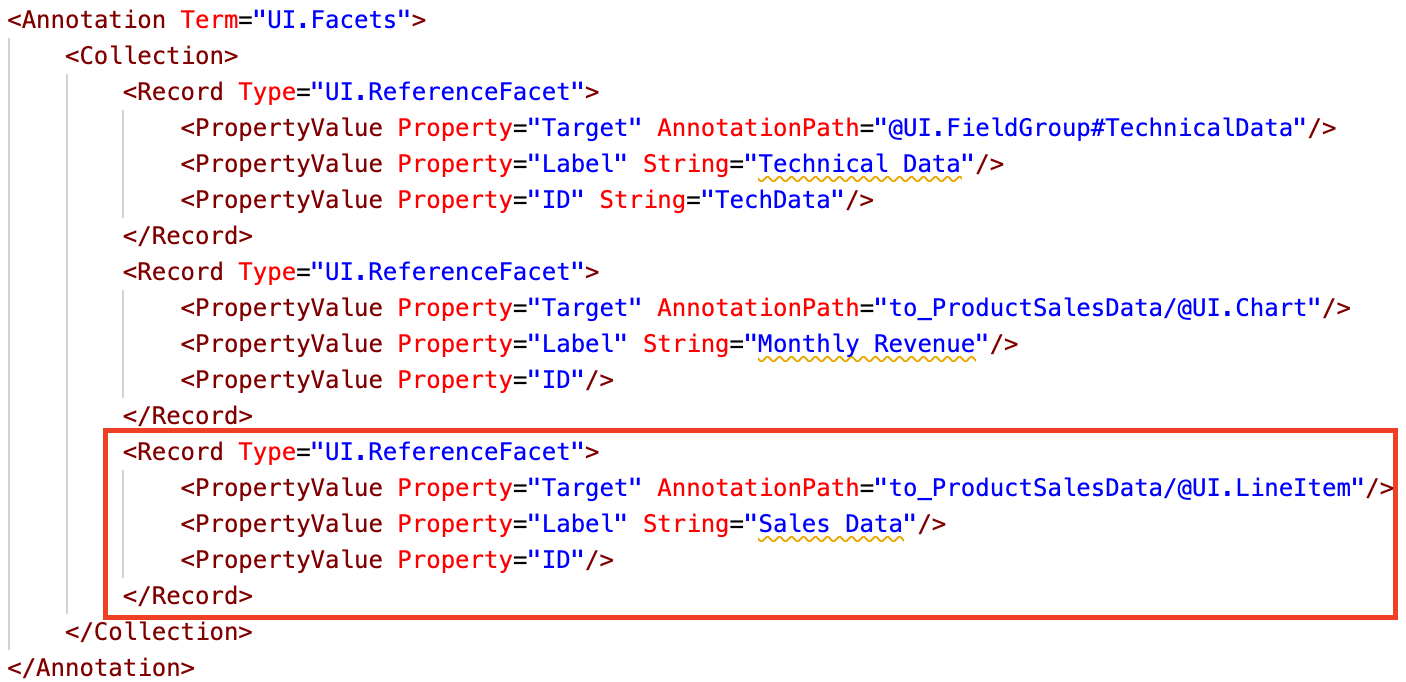 <Annotation Term="UI.Facets">
<Collection>
<Record Type="UI.ReferenceFacet">
<PropertyValue Property="Target" AnnotationPath="@UI.FieldGroup#TechnicalData"/>
<PropertyValue Property="Label" String="Technical Data"/>
<PropertyValue Property="ID" String="TechData"/>
</Record>
<Record Type="UI.ReferenceFacet">
<PropertyValue Property="Target" AnnotationPath="to_ProductSalesData/@UI.Chart"/>
<PropertyValue Property="Label" String="Monthly Revenue"/>
<PropertyValue Property="ID"/>
</Record>
<Record Type="UI.ReferenceFacet">
<PropertyValue Property="Target" AnnotationPath="to_ProductSalesData/@UI.LineItem"/>
<PropertyValue Property="Label" String="Sales Data"/>
<PropertyValue Property="ID"/>
</Record>
</Collection>
</Annotation>